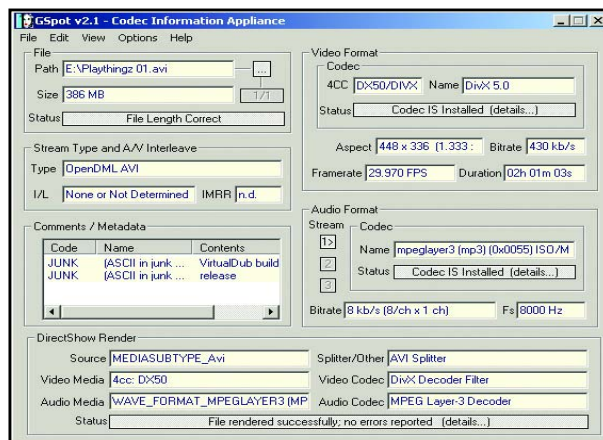 GSpot v2.1 - Codec Information Appliance
File Edit View Options Help
File
Path E:\Playthingz 01.avi ...
Size 386 MB 1/1
Status File Length Correct
Stream Type and A/V Interleave
Type OpenDML AVI
I/L None or Not Determined IMRR n.d.
Comments / Metadata
Code Name Contents
JUNK (ASCII in junk ... VirtualDub build
JUNK (ASCII in junk ... release
Video Format
Codec
4CC DX50/DIVX Name DivX 5.0
Status Codec IS Installed (details...)
Aspect 448 x 336 (1.333 : Bitrate 430 kb/s
Framerate 29.970 FPS Duration 02h 01m 03s
Audio Format
Stream
1>
2
3
Codec
Name mpeglayer3 (mp3) (0x0055) ISO/M
Status Codec IS Installed (details...)
Bitrate 8 kb/s (8/ch x 1 ch) Fs 8000 Hz
DirectShow Render
Source MEDIASUBTYPE_Avi Splitter/Other AVI Splitter
Video Media 4cc: DX50 Video Codec DivX Decoder Filter
Audio Media WAVE_FORMAT_MPEGLAYER3 (MP Audio Codec MPEG Layer-3 Decoder
Status File rendered successfully; no errors reported (details...)